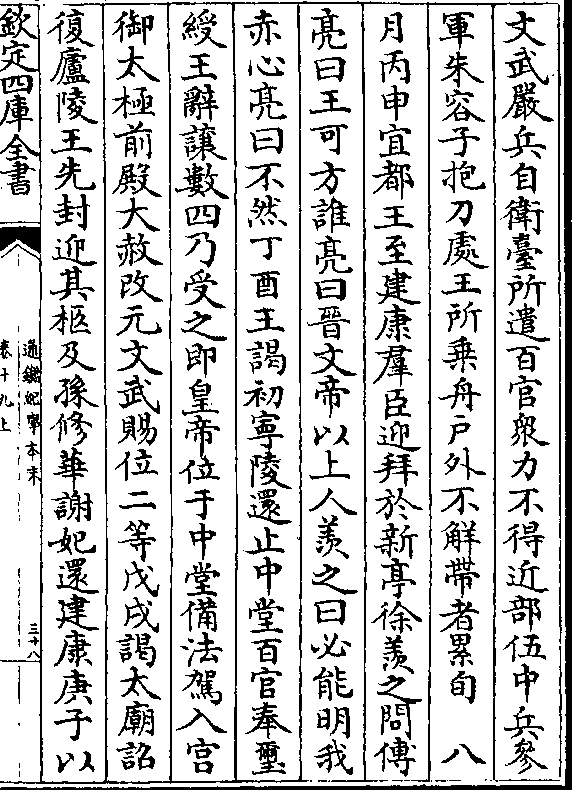 文武嚴兵自衛臺所遣百官衆力不得近部伍中兵參
軍朱容子抱刀處王所乗舟戸外不解帶者累旬　八
月丙申宜都王至建康羣臣迎拜於新亭徐羨之問傅
亮曰王可方誰亮曰晉文帝以上人羨之曰必能明我
赤心亮曰不然丁酉王謁初寧陵還止中堂百官奉璽
綬王辭讓數四乃受之即皇帝位于中堂備法駕入宫
御太極前殿大赦改元文武賜位二等戊戌謁太廟詔
復廬陵王先封迎其柩及孫修華謝妃還建康庚子以
欽定四庫全書
通鑑紀事本末
卷十九上
三十八